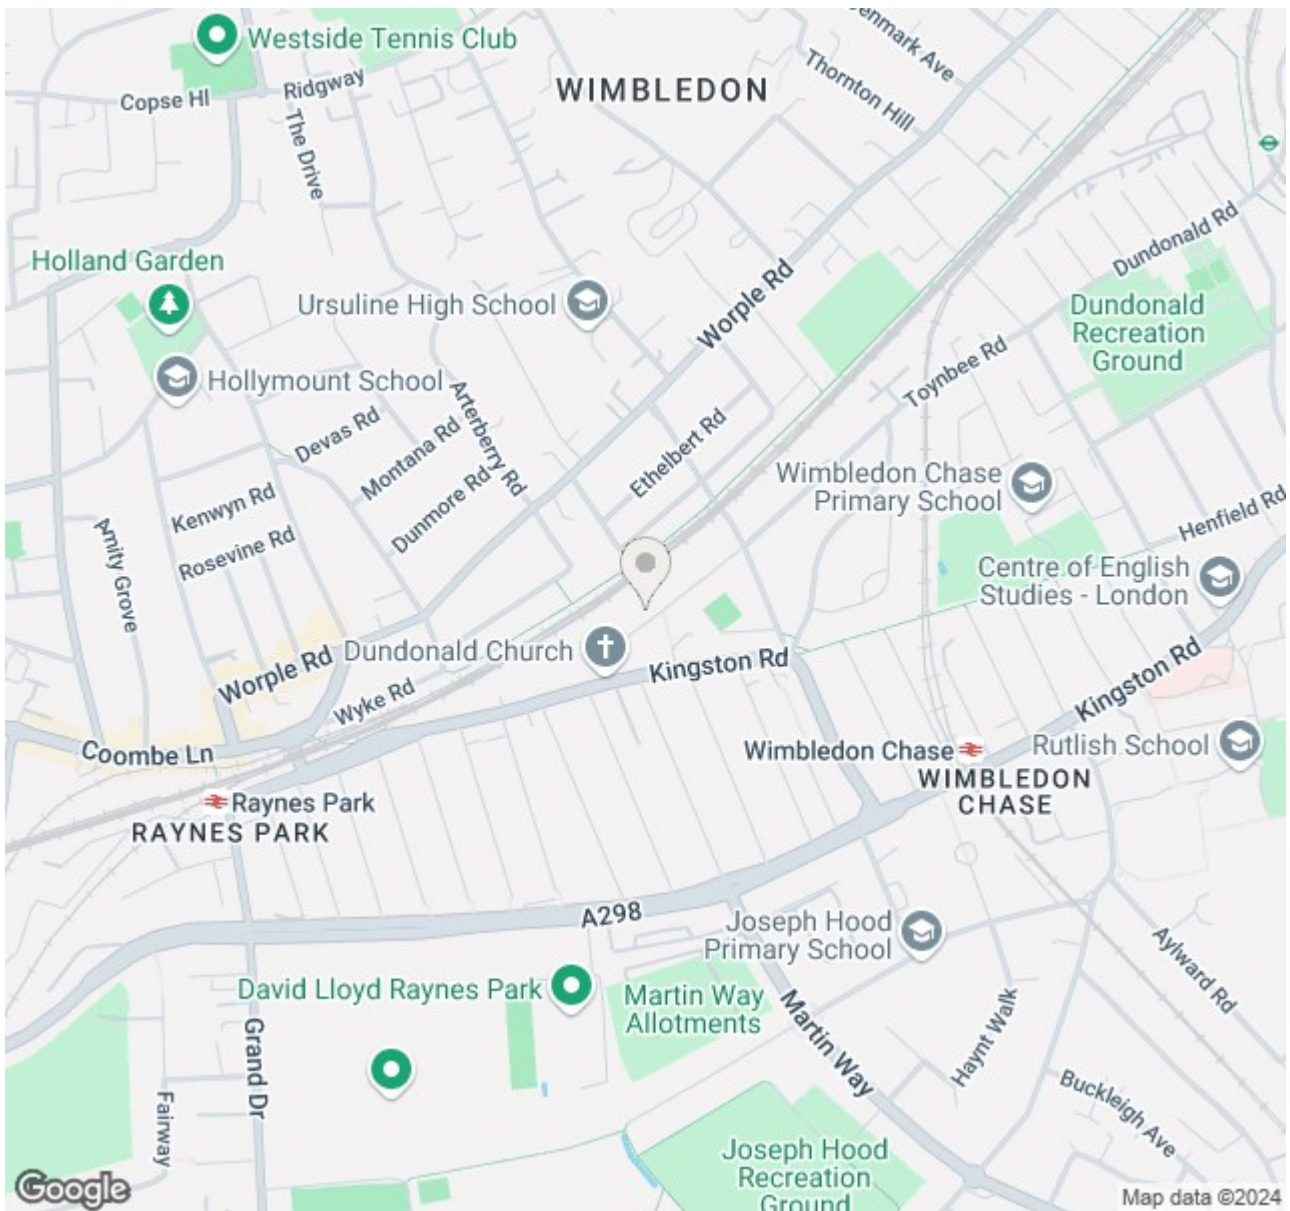 Westside Tennis Club
WIMBLEDON
Denmark Ave
Thornton Hill
Copse Hl
Ridgway
The Drive
Dundonald Rd
Holland Garden
Ursuline High School
Worple Rd
Dundonald
Recreation
Ground
Toynbee Rd
Hollymount School
Arterberry Rd
Devas Rd
Montana Rd
Ethelbert Rd
Dunmore Rd
Wimbledon Chase
Primary School
Kenwyn Rd
Henfield Rd
Amity Grove
Rosevine Rd
Centre of English
Studies - London
Dundonald Church
Kingston Rd
Worple Rd
Wyke Rd
Kingston Rd
Coombe Ln
Wimbledon Chase
Rutlish School
WIMBLEDON
CHASE
Raynes Park
RAYNES PARK
A298
Joseph Hood
Primary School
Aylward Rd
David Lloyd Raynes Park
Martin Way
Allotments
Martin Way
Haynt Walk
Grand Dr
Fairway
Buckleigh Ave
Joseph Hood
Recreation
Ground
Google
Map data ©2024